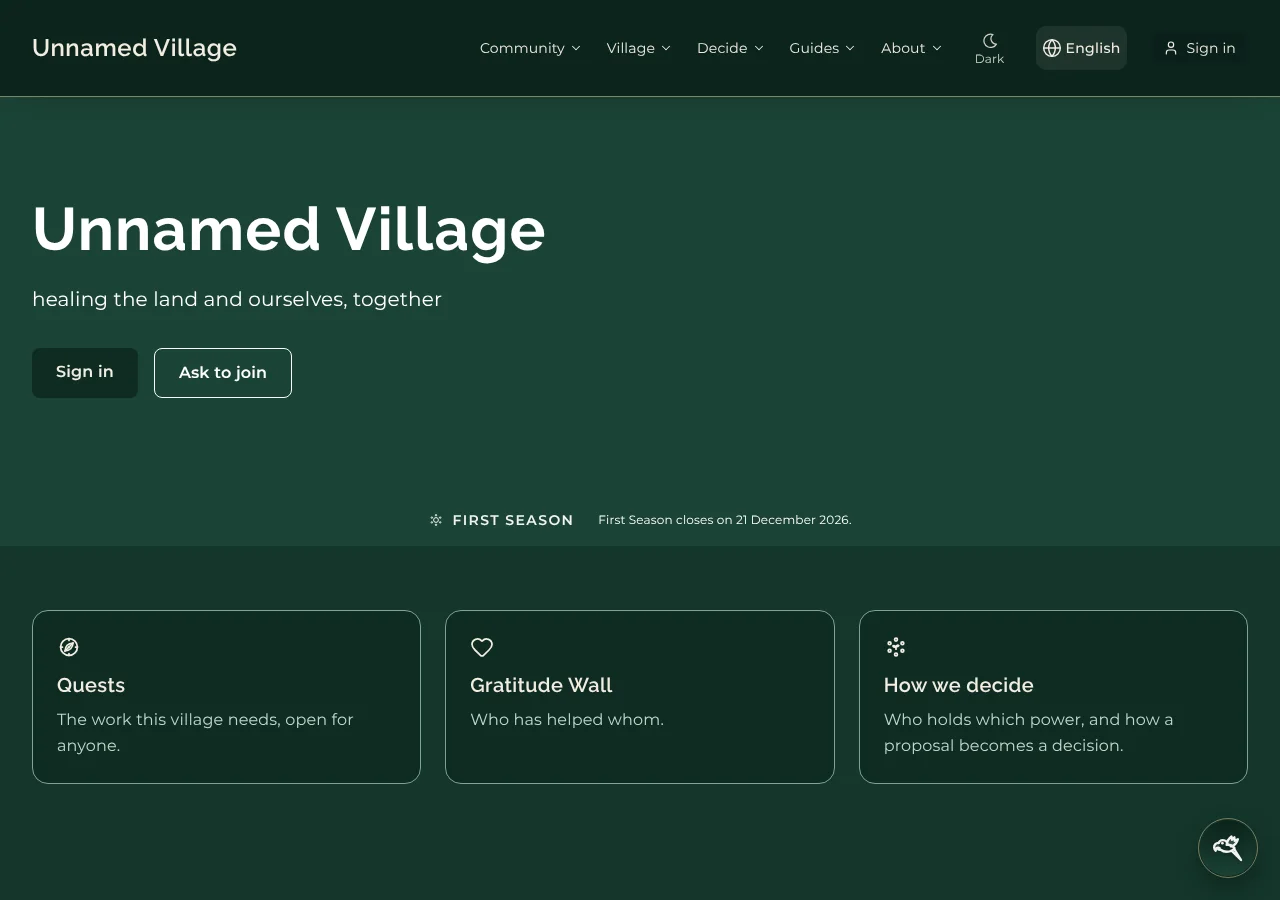 Unnamed Village
Community
Village
Decide
Guides
About
Dark
English
Sign in
Unnamed Village
healing the land and ourselves, together
Sign in
Ask to join
FIRST SEASON
First Season closes on 21 December 2026.
Quests
The work this village needs, open for
anyone.
Gratitude Wall
Who has helped whom.
How we decide
Who holds which power, and how a
proposal becomes a decision.